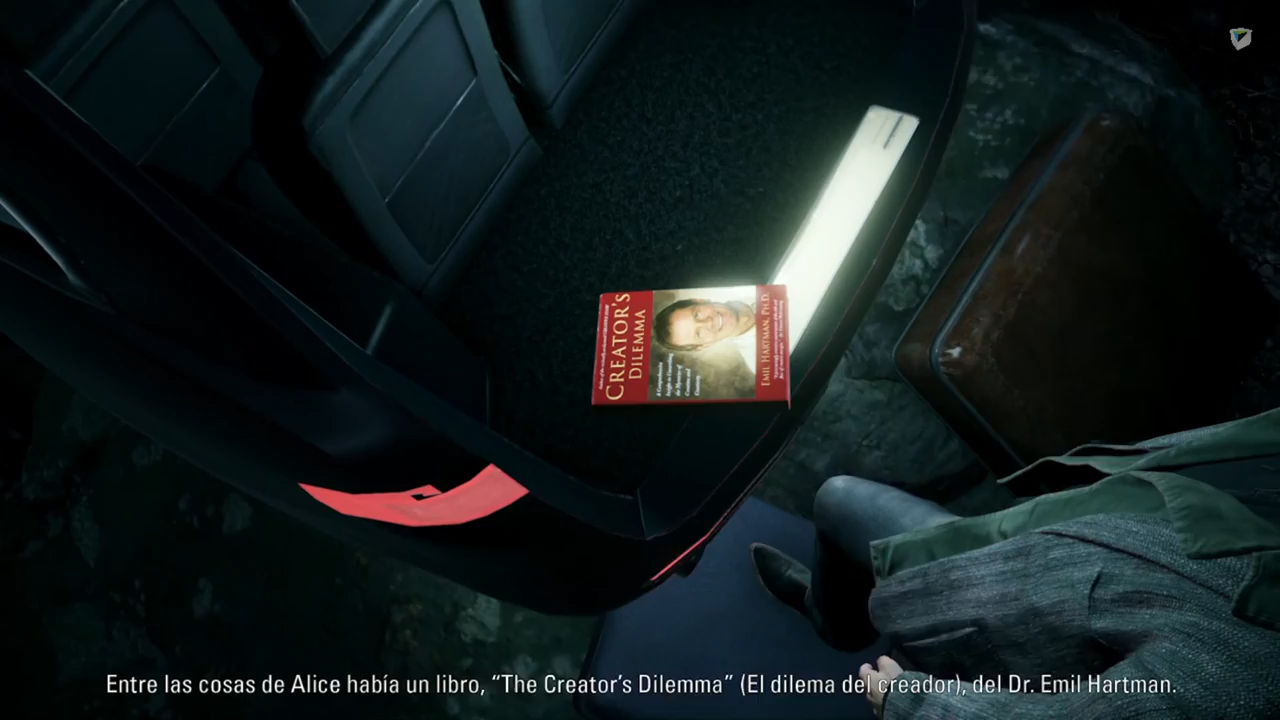 CREATOR'S
DILEMMA
A Comprehensive
EMIL HARTMAN, PH.D.
Entre las cosas de Alice había un libro, “The Creator's Dilemma” (El dilema del creador), del Dr. Emil Hartman.